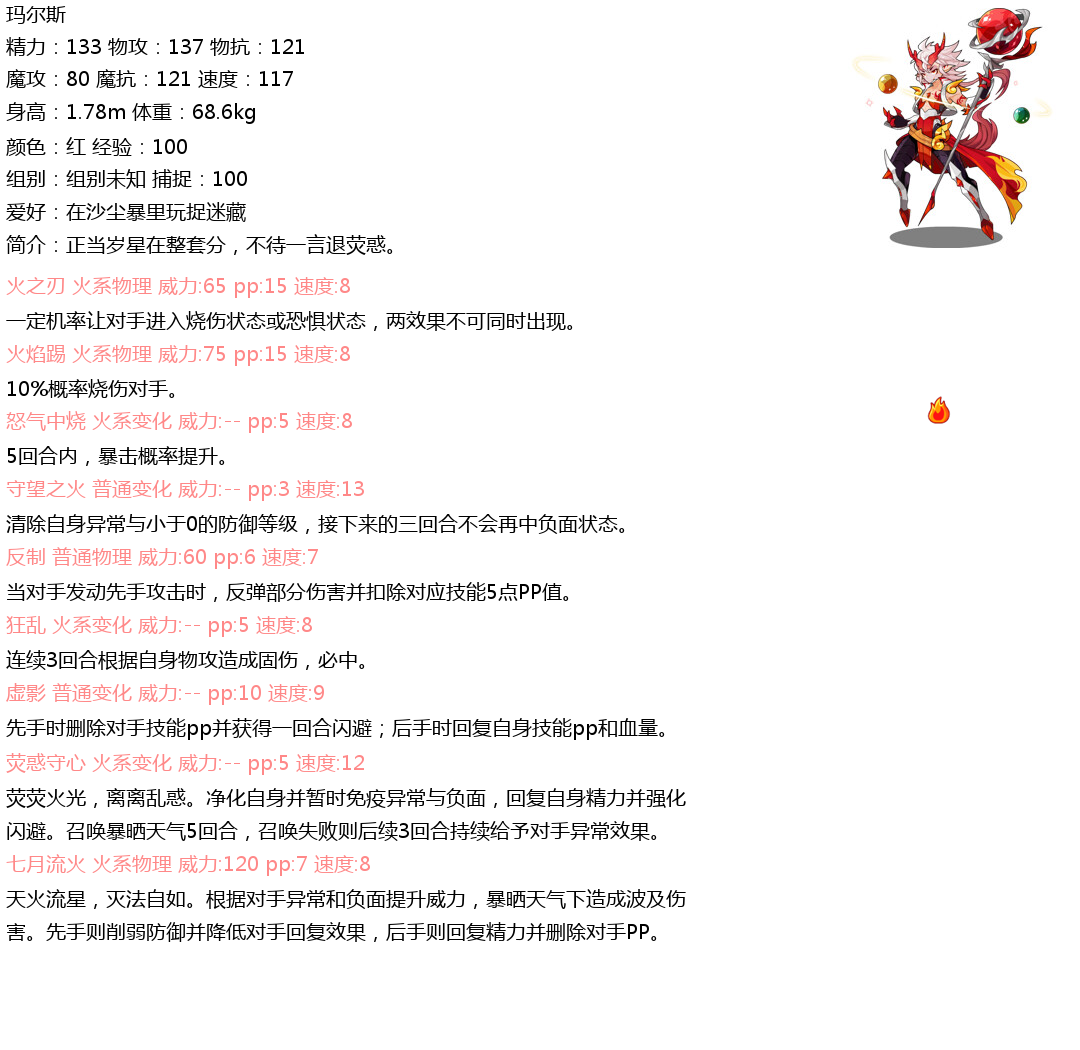 玛尔斯
精力：133 物攻：137 物抗：121
魔攻：80 魔抗：121 速度：117
身高：1.78m 体重：68.6kg
颜色：红 经验：100
组别：组别未知 捕捉：100
爱好：在沙尘暴里玩捉迷藏
简介：正当岁星在整套分，不待一言退荧惑。
火之刃 火系物理 威力:65 pp:15 速度:8
一定机率让对手进入烧伤状态或恐惧状态，两效果不可同时出现。
火焰踢 火系物理 威力:75 pp:15 速度:8
10%概率烧伤对手。
怒气中烧 火系变化 威力:-- pp:5 速度:8
5回合内，暴击概率提升。
守望之火 普通变化 威力:-- pp:3 速度:13
清除自身异常与小于0的防御等级，接下来的三回合不会再中负面状态。
反制 普通物理 威力:60 pp:6 速度:7
当对手发动先手攻击时，反弹部分伤害并扣除对应技能5点PP值。
狂乱 火系变化 威力:-- pp:5 速度:8
连续3回合根据自身物攻造成固伤，必中。
虚影 普通变化 威力:-- pp:10 速度:9
先手时删除对手技能pp并获得一回合闪避；后手时回复自身技能pp和血量。
荧惑守心 火系变化 威力:-- pp:5 速度:12
荧荧火光，离离乱惑。净化自身并暂时免疫异常与负面，回复自身精力并强化
闪避。召唤暴晒天气5回合，召唤失败则后续3回合持续给予对手异常效果。
七月流火 火系物理 威力:120 pp:7 速度:8
天火流星，灭法自如。根据对手异常和负面提升威力，暴晒天气下造成波及伤
害。先手则削弱防御并降低对手回复效果，后手则回复精力并删除对手PP。